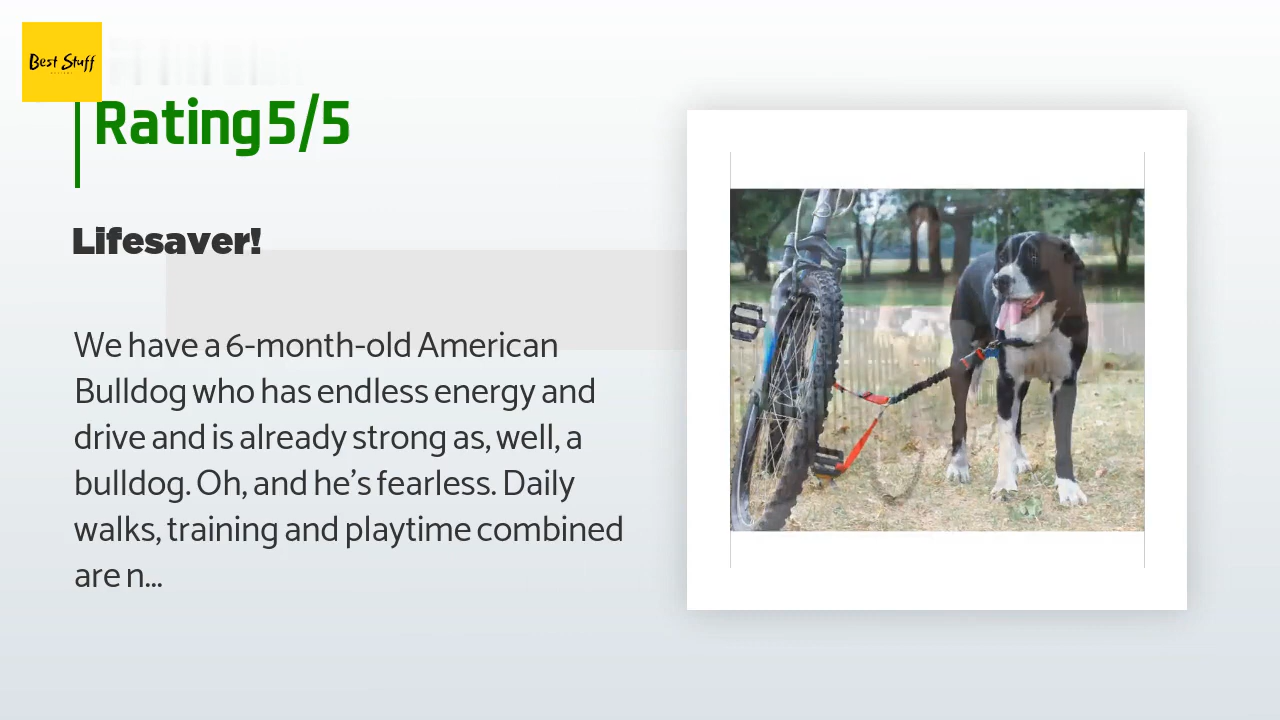 Best Stuff
Rating 5/5
Lifesaver!
We have a 6-month-old American
Bulldog who has endless energy and
drive and is already strong as, well, a
bulldog. Oh, and he's fearless. Daily
walks, training and playtime combined
are n...